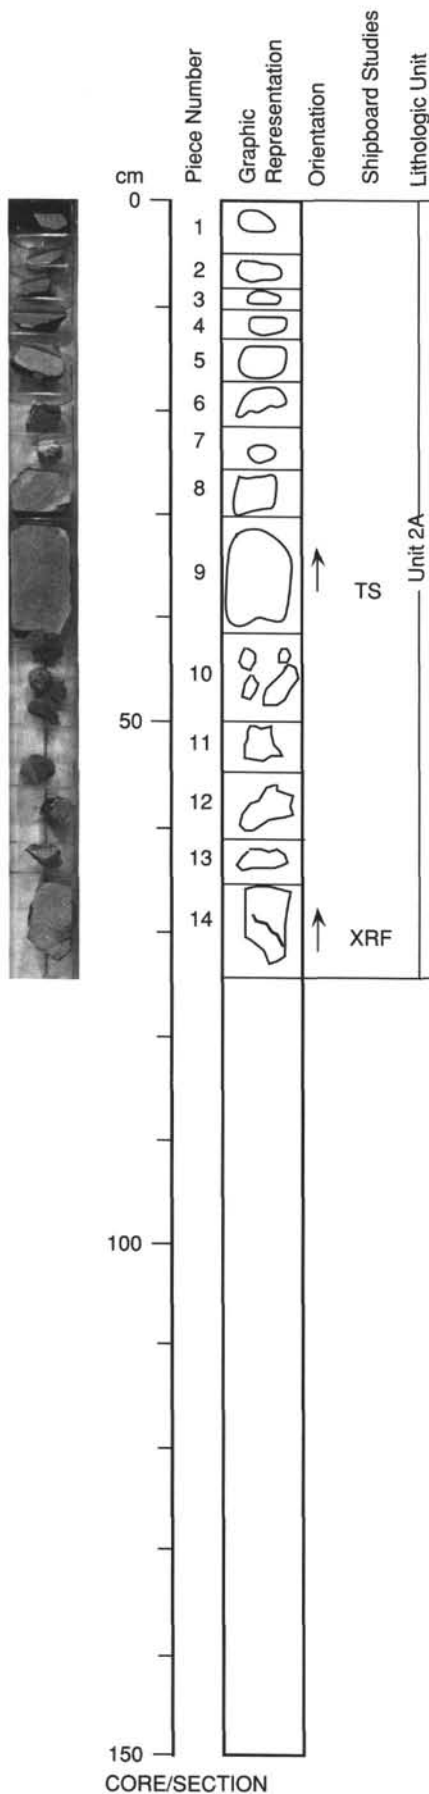 cm
Piece Number
Graphic
Representation
Orientation
Shipboard Studies
Lithologic Unit
0
1
2
3
4
5
6
7
8
9
TS
Unit 2A
10
50
11
12
13
14
XRF
100
150
CORE/SECTION